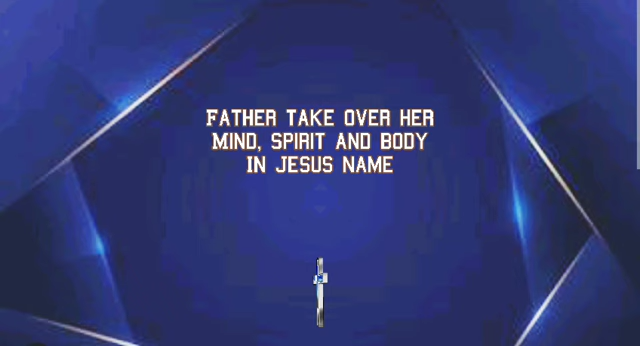 FATHER TAKE OVER HER
MIND, SPIRIT AND BODY
IN JESUS NAME